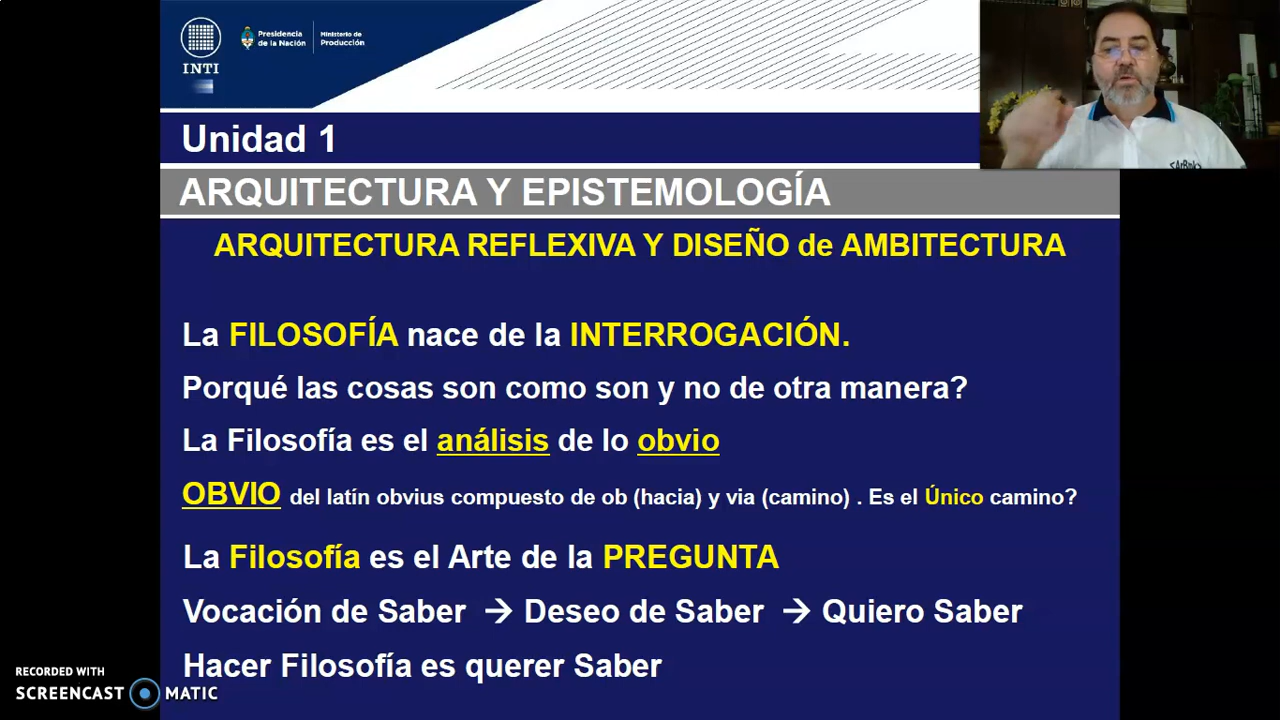 INTI
Presidencia
de la Nación
Ministerio de
Producción
Unidad 1
ARQUITECTURA Y EPISTEMOLOGÍA
ARQUITECTURA REFLEXIVA Y DISEÑO de AMBITECTURA
La FILOSOFÍA nace de la INTERROGACIÓN.
Porqué las cosas son como son y no de otra manera?
La Filosofía es el análisis de lo obvio
OBVIO del latín obvius compuesto de ob (hacia) y via (camino) . Es el Único camino?
La Filosofía es el Arte de la PREGUNTA
Vocación de Saber → Deseo de Saber → Quiero Saber
Hacer Filosofía es querer Saber
RECORDED WITH
SCREENCAST MATIC